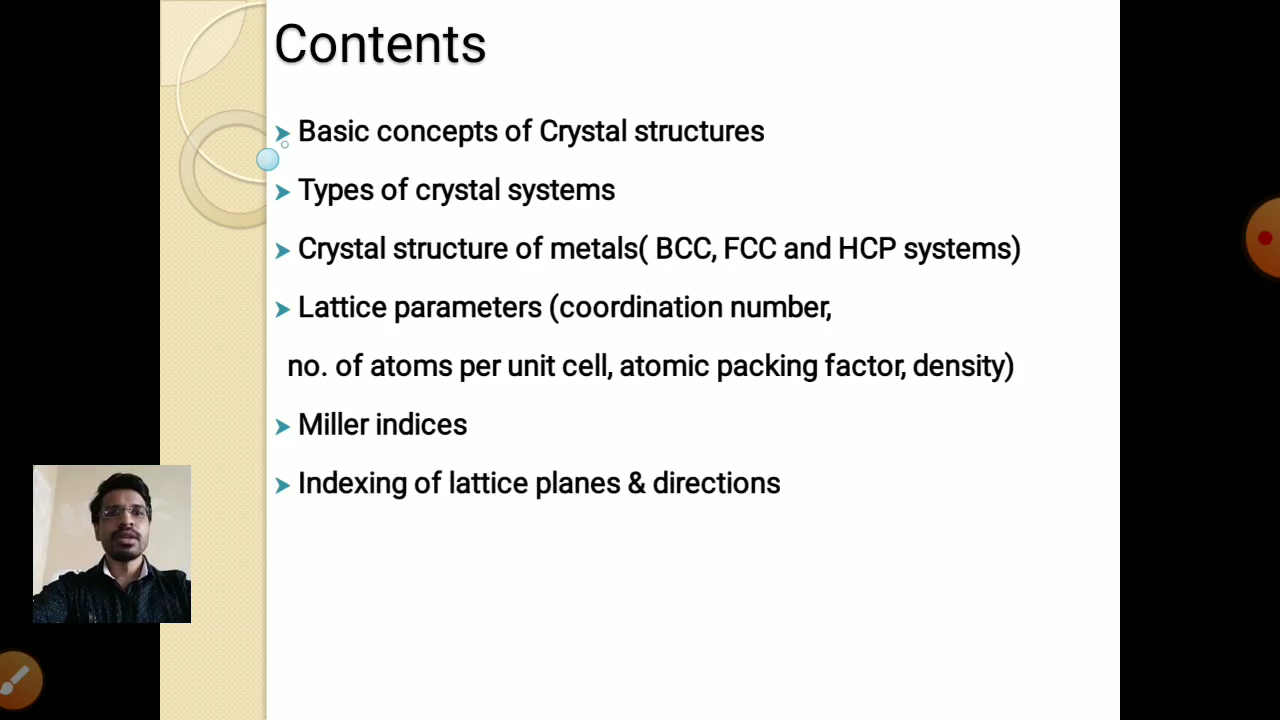 Contents
➤ Basic concepts of Crystal structures
➤ Types of crystal systems
➤ Crystal structure of metals( BCC, FCC and HCP systems)
➤ Lattice parameters (coordination number,
no. of atoms per unit cell, atomic packing factor, density)
➤ Miller indices
➤ Indexing of lattice planes & directions